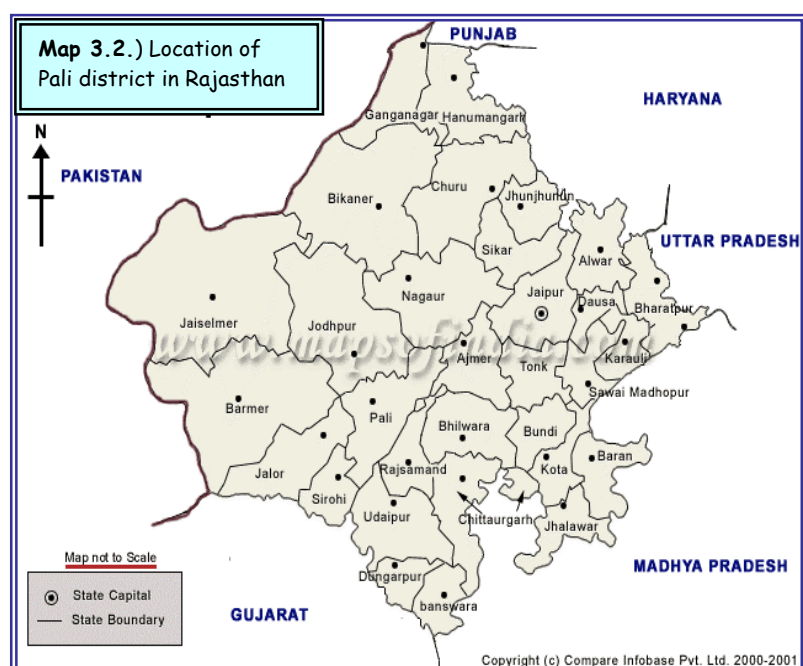 Map 3.2.) Location of
Pali district in Rajasthan
PUNJAB
HARYANA
Ganganagar
Hanumangarh
N
PAKISTAN
Bikaner
Churu
Jhunjhunun
Sikar
UTTAR PRADESH
Alwar
Nagaur
Jaipur
Dausa
Bharatpur
Jaiselmer
Jodhpur
www.mapsofindia.com
Ajmer
Tonk
Karauli
Sawai Madhopur
Barmer
Pali
Bhilwara
Bundi
Baran
Jalor
Rajsamand
Kota
Sirohi
Udaipur
Chittaurgarh
Jhalawar
Map not to Scale
MADHYA PRADESH
Dungarpur
State Capital
banswara
State Boundary
GUJARAT
Copyright (c) Compare Infobase Pvt. Ltd. 2000-2001